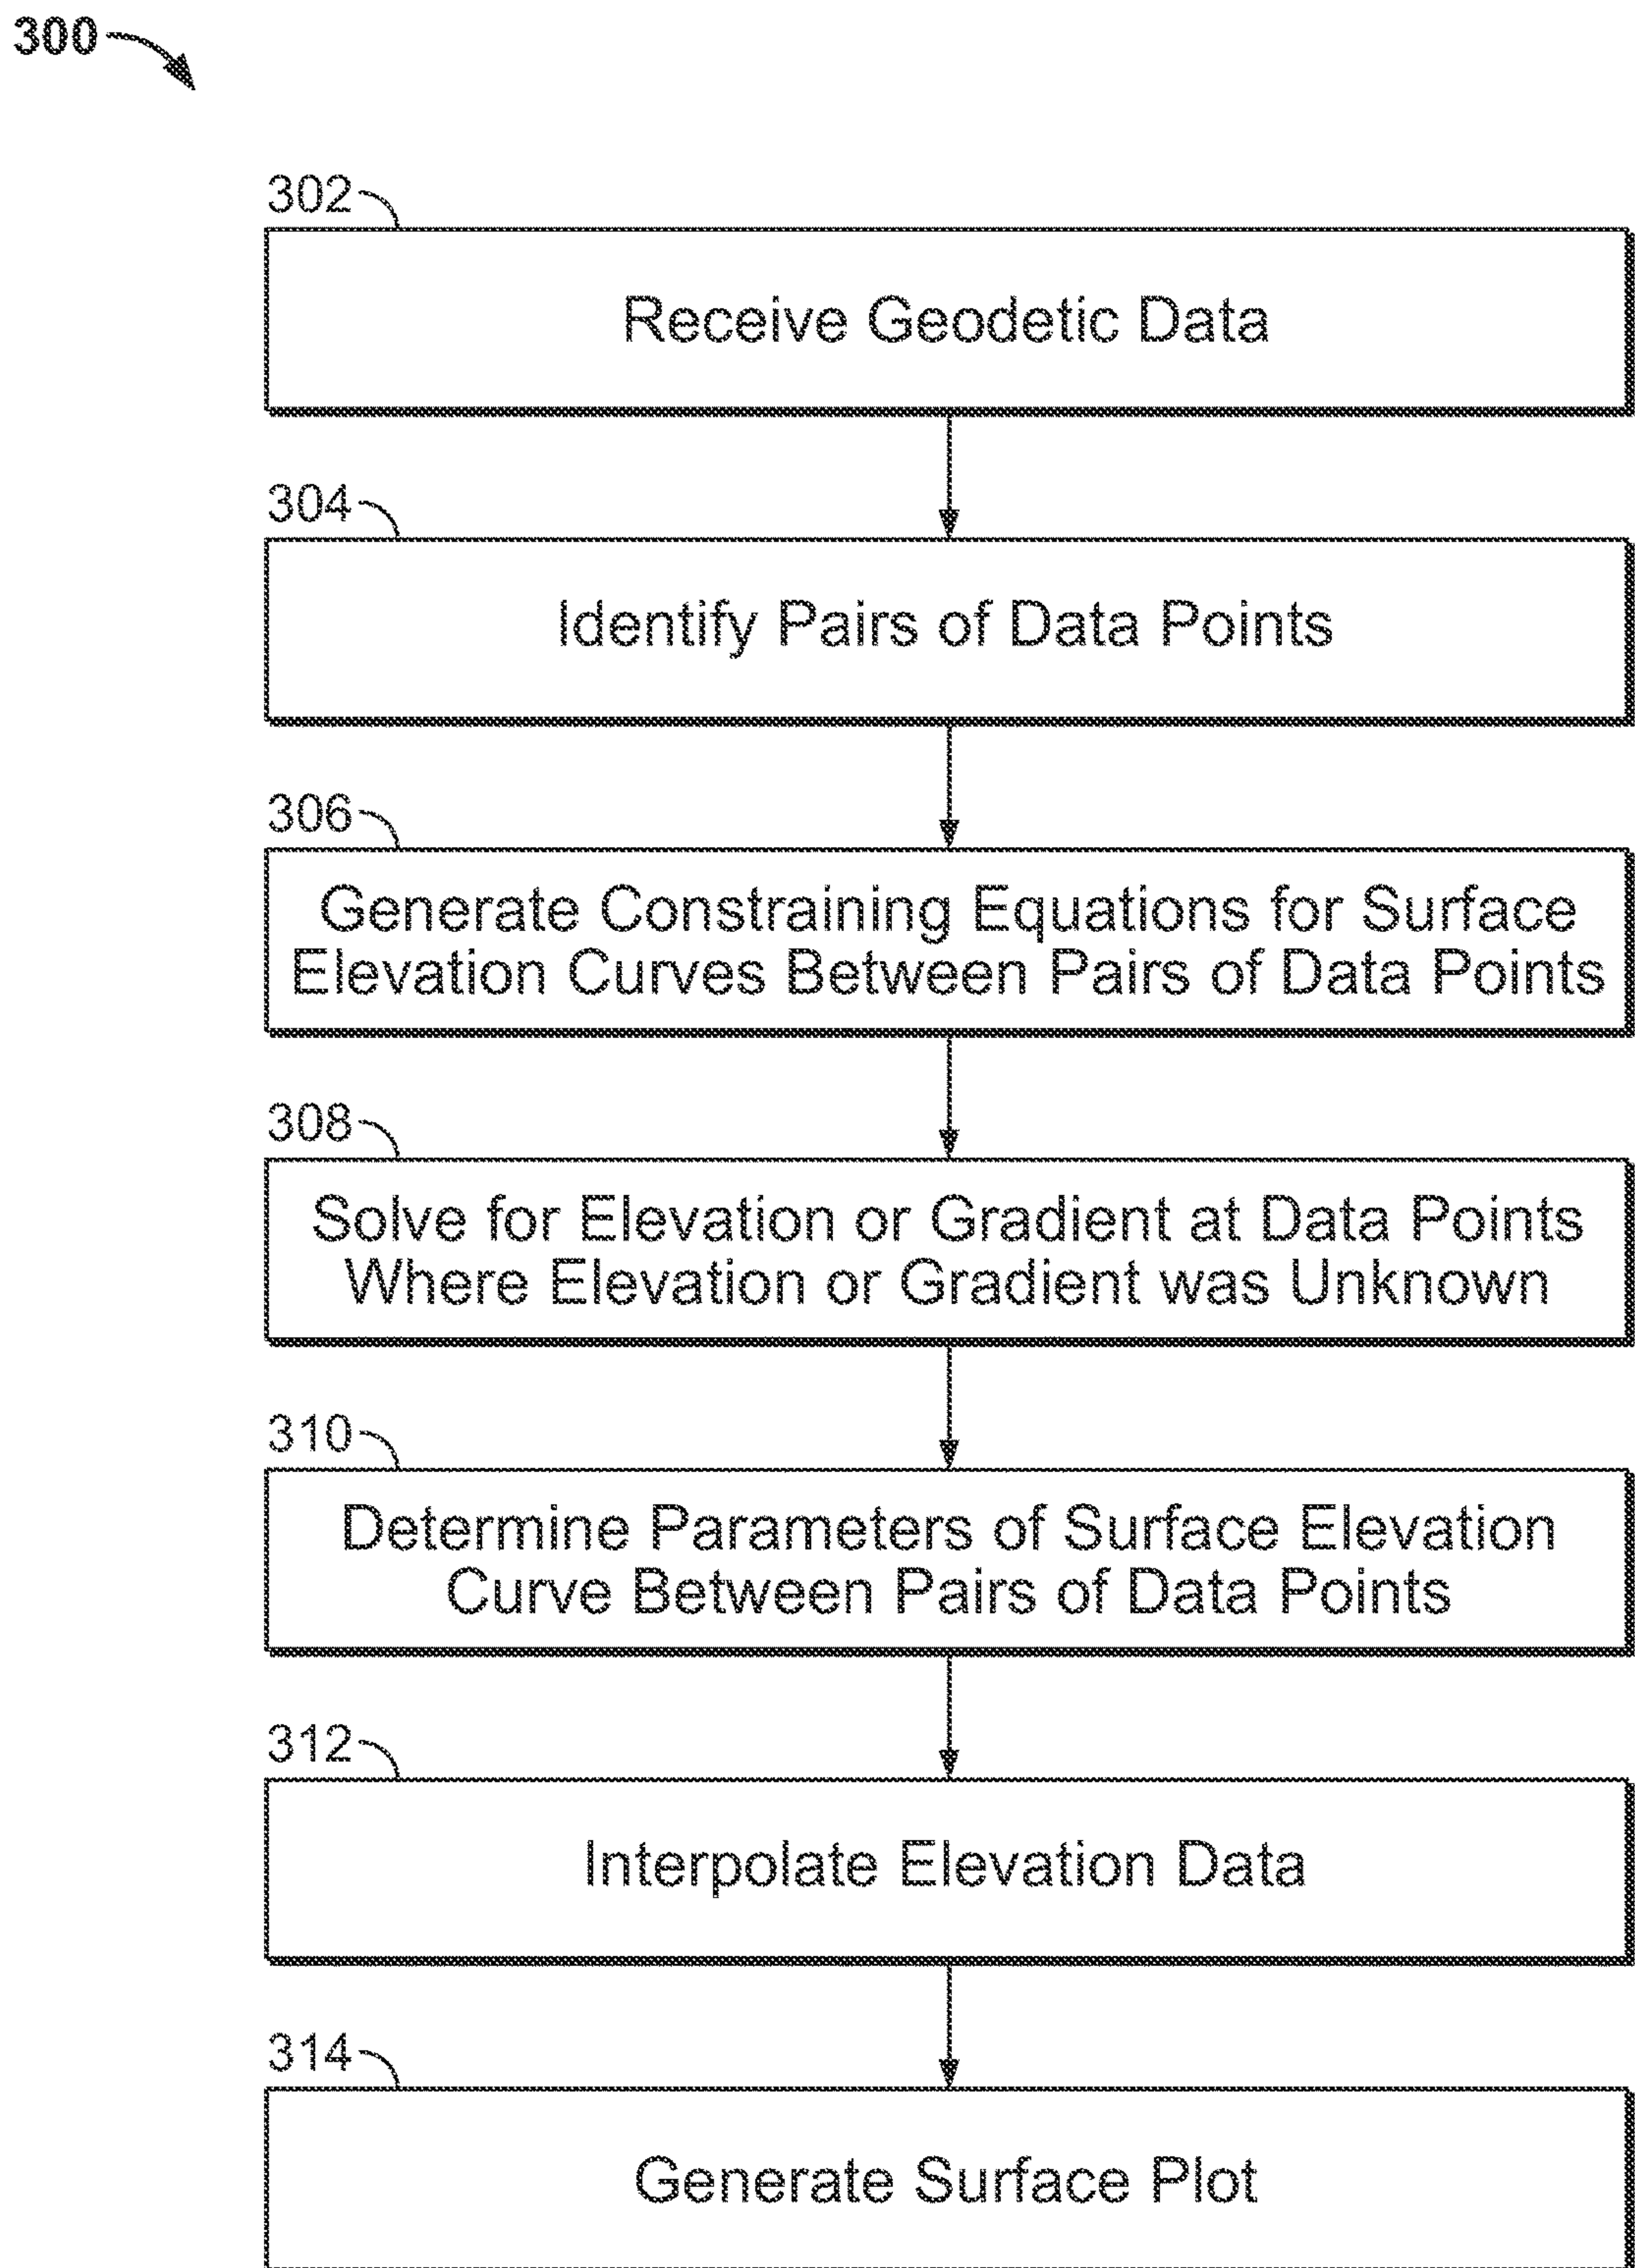 300
302
Receive Geodetic Data
304
Identify Pairs of Data Points
306
Generate Constraining Equations for Surface
Elevation Curves Between Pairs of Data Points
308
Solve for Elevation or Gradient at Data Points
Where Elevation or Gradient was Unknown
310
Determine Parameters of Surface Elevation
Curve Between Pairs of Data Points
312
Interpolate Elevation Data
314
Generate Surface Plot